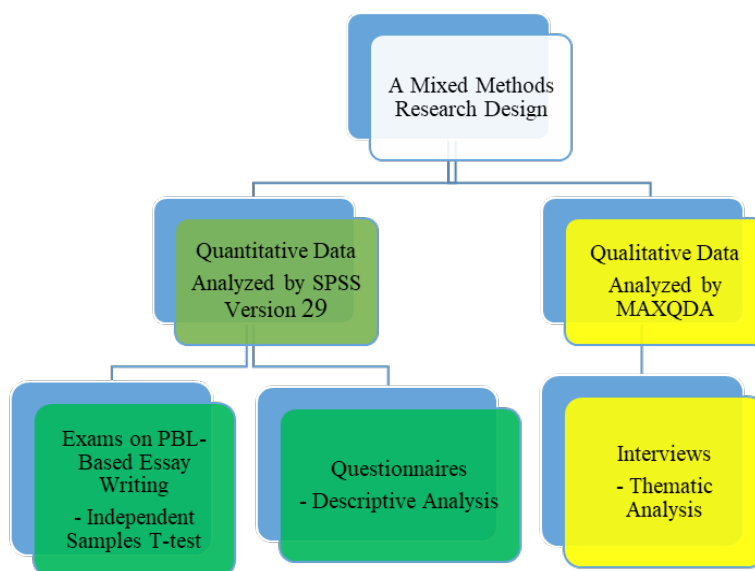 A Mixed Methods
Research Design
Quantitative Data
Analyzed by SPSS
Version 29
Qualitative Data
Analyzed by
MAXQDA
Exams on PBL-
Based Essay
Writing
- Independent
Samples T-test
Questionnaires
- Descriptive Analysis
Interviews
- Thematic
Analysis